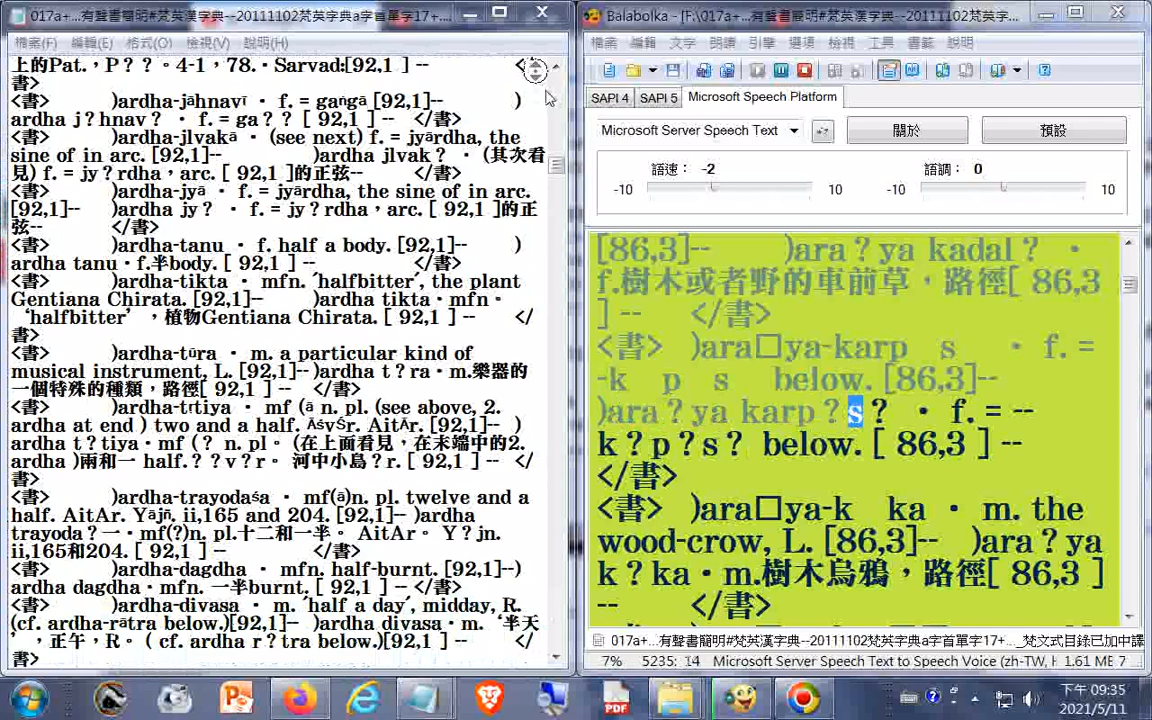 017a+...有聲書簡明#梵英漢字典--20111102梵英字典a字首單字17+...
檔案(F) 編輯(E) 格式(O) 檢視(V) 說明(H)
上的Pat.，P？？。4-1，78.‧Sarvad:[92,1 ] -- <
書>
<書> )ardha-jāhnavī ‧ f. = gaṅgā [92,1]-- )
ardha j？hnav？ ‧ f. = ga？？ [ 92,1 ] </書>
<書> )ardha-jīvakā ‧ (see next) f. = jyārdha, the
sine of in arc. [92,1]-- )ardha jīvak？ ‧ (其次看
見) f. = jy？rdha，arc. [ 92,1 ]的正弦-- </書>
<書> )ardha-jyā ‧ f. = jyārdha, the sine of in arc.
[92,1]-- )ardha jy？ ‧ f. = jy？rdha，arc. [ 92,1 ]的正
弦-- </書>
<書> )ardha-tanu ‧ f. half a body. [92,1]-- )
ardha tanu‧f.半body. [ 92,1 ] </書>
<書> )ardha-tikta ‧ mfn. 'halfbitter', the plant
Gentiana Chirata. [92,1]-- )ardha tikta‧mfn。
‘halfbitter’，植物Gentiana Chirata. [ 92,1 ] -- </
書>
<書> )ardha-tūra ‧ m. a particular kind of
musical instrument, L. [92,1]-- )ardha t？ra‧m.樂器的
一個特殊的種類，路徑[ 92,1 ] </書>
<書> )ardha-tṛtiya ‧ mf (ā n. pl. (see above, 2.
ardha at end ) two and a half. ĀśvŚr. AitĀr. [92,1]--
ardha t？tiya‧mf (？ n. pl。(在上面看見，在末端中的2.
ardha )兩和一 half.？？v？r。 河中小島？r. [ 92,1 ] -- </
書>
<書> )ardha-trayodaśa ‧ mf(ā)n. pl. twelve and a
half. AitAr. Yājñ. ii,165 and 204. [92,1]--)ardha
trayoda？一‧mf(？)n. pl.十二和一半。 AitAr。 Y？jn.
ii,165和204. [ 92,1 ] -- </書>
<書> )ardha-dagdha ‧ mfn. half-burnt. [92,1]--)
ardha dagdha‧mfn. 一半burnt. [ 92,1 ] </書>
<書> )ardha-divasa ‧ m. 'half a day', midday, R.
(cf. ardha-rātra below.)[92,1]--)ardha divasa‧m.‘半天
’，正午，R。( cf. ardha r？tra below.)[92,1 ] -- </
書>
Balabolka - [F:\017a+...有聲書簡明#梵英漢字典--20111102梵英字...
檔案 編輯 文字 朗讀 引擎 選項 檢視 工具 書籤 說明
SAPI 4 SAPI 5 Microsoft Speech Platform
Microsoft Server Speech Text 關於 預設
語速： -2 語調： 0
-10 10 -10 10
[86,3]-- )ara？ya kadal？ ‧
f.樹木或者野的車前草，路徑[ 86,3
] -- </書>
<書> )ara□ya-karp s ‧ f. =
-k p s below. [86,3]--
)ara？ya karp？s？ ‧ f. = --
k？p？s？ below. [ 86,3 ] --
</書>
<書> )ara□ya-k ka ‧ m. the
wood-crow, L. [86,3]-- )ara？ya
k？ka‧m.樹木烏鴉，路徑[ 86,3 ]
-- </書>
017a+...有聲書簡明#梵英漢字典--20111102梵英字典a字首單字17+..._梵文式目錄已加中譯
7% 5235: 14 Microsoft Server Speech Text to Speech Voice (zh-TW, H 1.61 ME 7
PDF
下午 09:35
2021/5/11